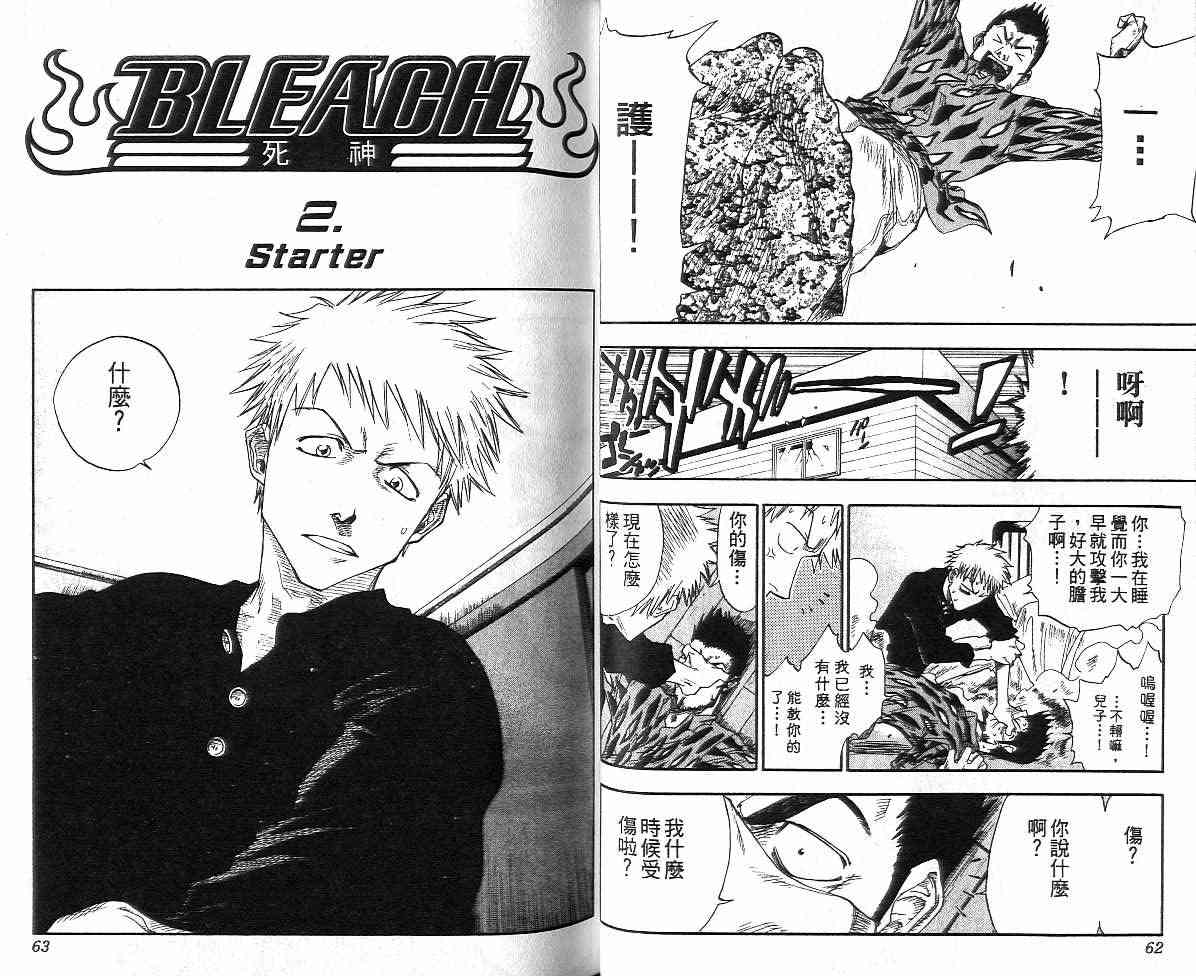 一⋯
護——！
呀啊
——！
你⋯我在睡
覺而你一大
早就攻擊我
，好大的膽
子啊⋯！
嗚喔喔⋯！
⋯不賴嘛，
兒子⋯！
我⋯
我已經沒
有什麼⋯
能教你的
了⋯！
你的傷⋯
現在怎麼
樣了？
傷？
你說什麼
啊？
我什麼
時候受
傷啦？
62
BLEACH
死神
2.
Starter
什麼？
63